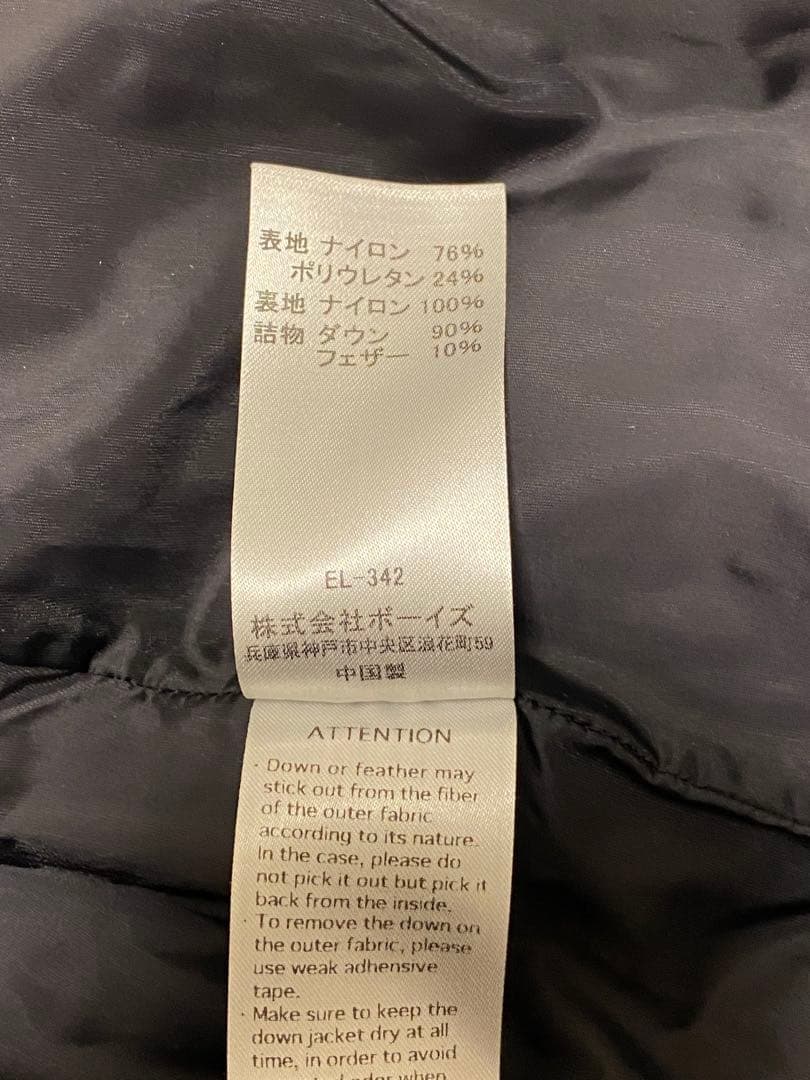 表地 ナイロン 76%
ポリウレタン 24%
裏地 ナイロン 100%
詰物 ダウン 90%
フェザー 10%
EL-342
株式会社ボーイズ
兵庫県神戸市中央区浪花町59
中国製
ATTENTION
· Down or feather may
stick out from the fiber
of the outer fabric
according to its nature.
In the case, please do
not pick it out but pick it
back from the inside.
· To remove the down on
the outer fabric, please
use weak adhensive
tape.
· Make sure to keep the
down jacket dry at all
time, in order to avoid
when